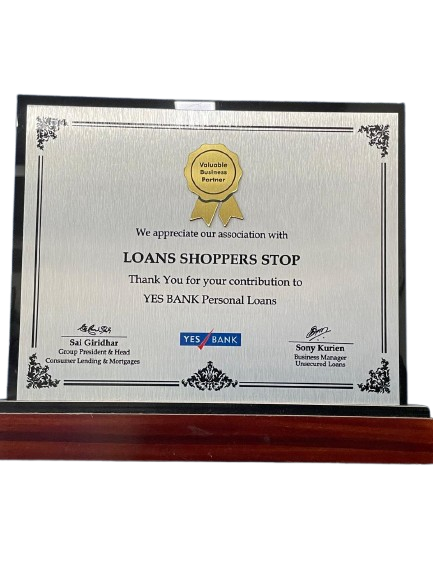 Valuable
Business
Partner
We appreciate our association with
LOANS SHOPPERS STOP
Thank You for your contribution to
YES BANK Personal Loans
Sai Giridhar
Group President & Head
Consumer Lending & Mortgages
YES BANK
Sony Kurien
Business Manager
Unsecured Loans